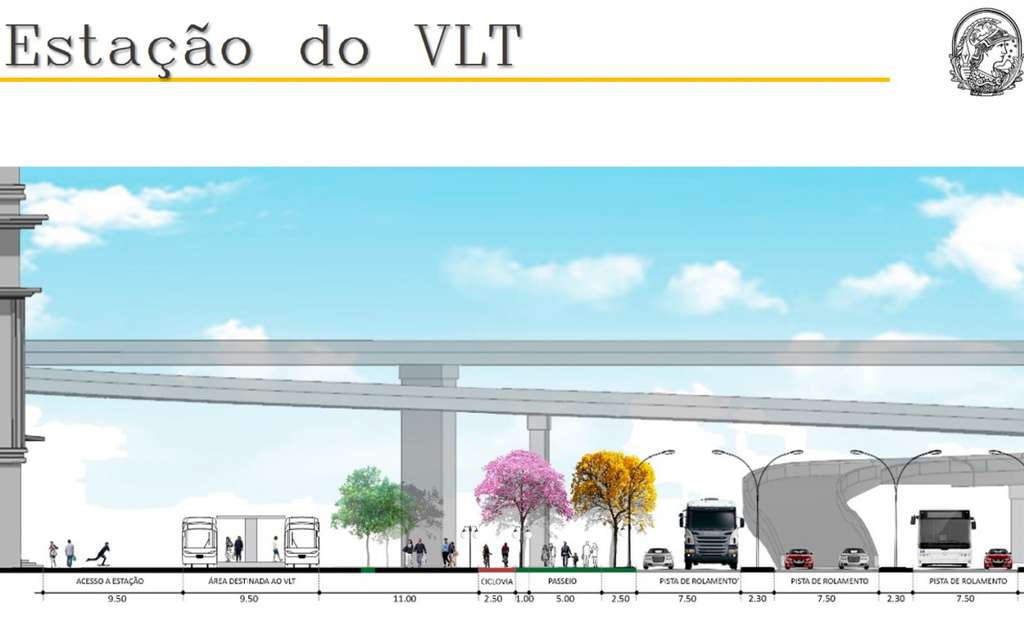 Estação do VLT
ACESSO A ESTAÇÃO ÁREA DESTINADA AO VLT CICLOVIA PASSEIO PISTA DE ROLAMENTO PISTA DE ROLAMENTO PISTA DE ROLAMENTO
9.50 9.50 11.00 2.50 1.00 5.00 2.50 7.50 2.30 7.50 2.30 7.50